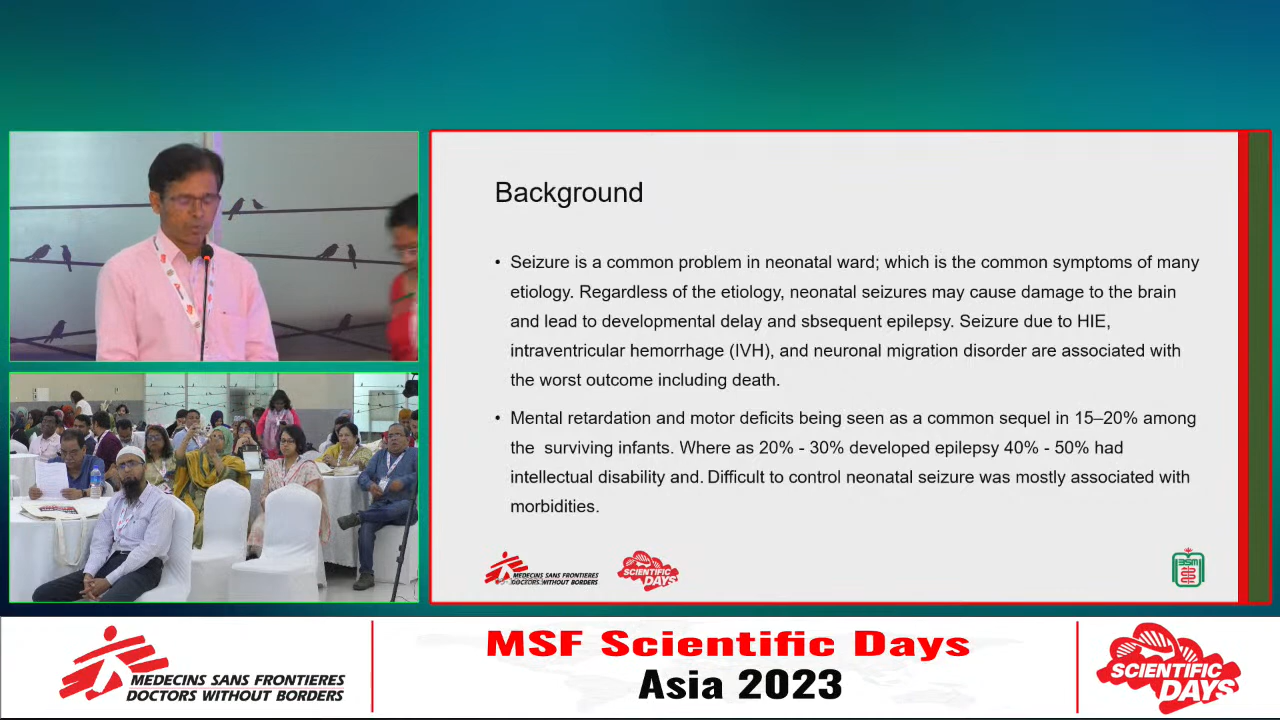 Background
• Seizure is a common problem in neonatal ward; which is the common symptoms of many
etiology. Regardless of the etiology, neonatal seizures may cause damage to the brain
and lead to developmental delay and sbsequent epilepsy. Seizure due to HIE,
intraventricular hemorrhage (IVH), and neuronal migration disorder are associated with
the worst outcome including death.
• Mental retardation and motor deficits being seen as a common sequel in 15–20% among
the surviving infants. Where as 20% - 30% developed epilepsy 40% - 50% had
intellectual disability and. Difficult to control neonatal seizure was mostly associated with
morbidities.
MEDECINS SANS FRONTIERES
DOCTORS WITHOUT BORDERS
SCIENTIFIC
DAYS
MEDECINS SANS FRONTIERES
DOCTORS WITHOUT BORDERS
MSF Scientific Days
Asia 2023
SCIENTIFIC
DAYS